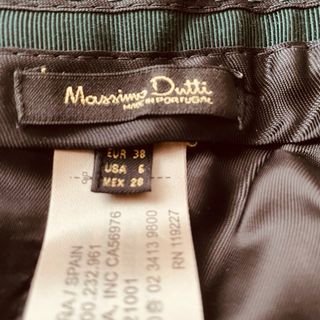 Massimo Dutti
MADE IN PORTUGAL
EUR 38
USA 6
MEX 28
ÑA / SPAIN
00.232.961
A, INC CA56976
21001
02 3413 9800
RN 119227